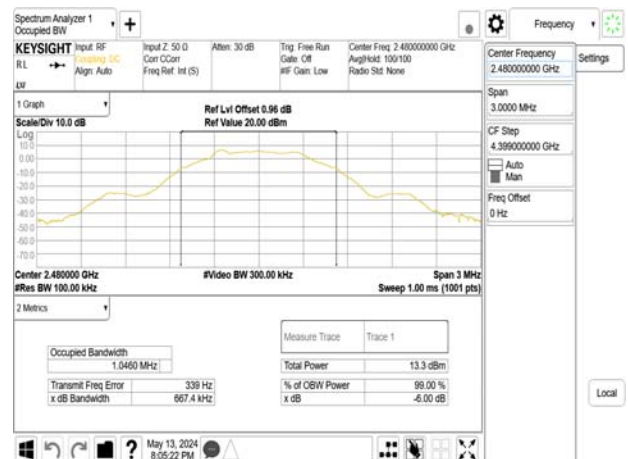 Spectrum Analyzer 1
Occupied BW
KEYSIGHT
RL
Input: RF
Coupling: DC
Align: Auto
Input Z: 50 Ω
Corr CCorr
Freq Ref: Int (S)
Atten: 30 dB
Trig: Free Run
Gate: Off
#IF Gain: Low
Center Freq: 2.480000000 GHz
Avg|Hold: 100/100
Radio Std: None
1 Graph
Scale/Div 10.0 dB
Ref Lvl Offset 0.96 dB
Ref Value 20.00 dBm
Log
10.0
0.00
-10.0
-20.0
-30.0
-40.0
-50.0
-60.0
-70.0
Center 2.480000 GHz
#Video BW 300.00 kHz
Span 3 MHz
#Res BW 100.00 kHz
Sweep 1.00 ms (1001 pts)
2 Metrics
Measure Trace Trace 1
Occupied Bandwidth
1.0460 MHz
Total Power 13.3 dBm
Transmit Freq Error 339 Hz
% of OBW Power 99.00 %
x dB Bandwidth 667.4 kHz
x dB -6.00 dB
May 13, 2024
8:05:22 PM
Frequency
Center Frequency
2.480000000 GHz
Settings
Span
3.0000 MHz
CF Step
4.399000000 GHz
Auto
Man
Freq Offset
0 Hz
Local